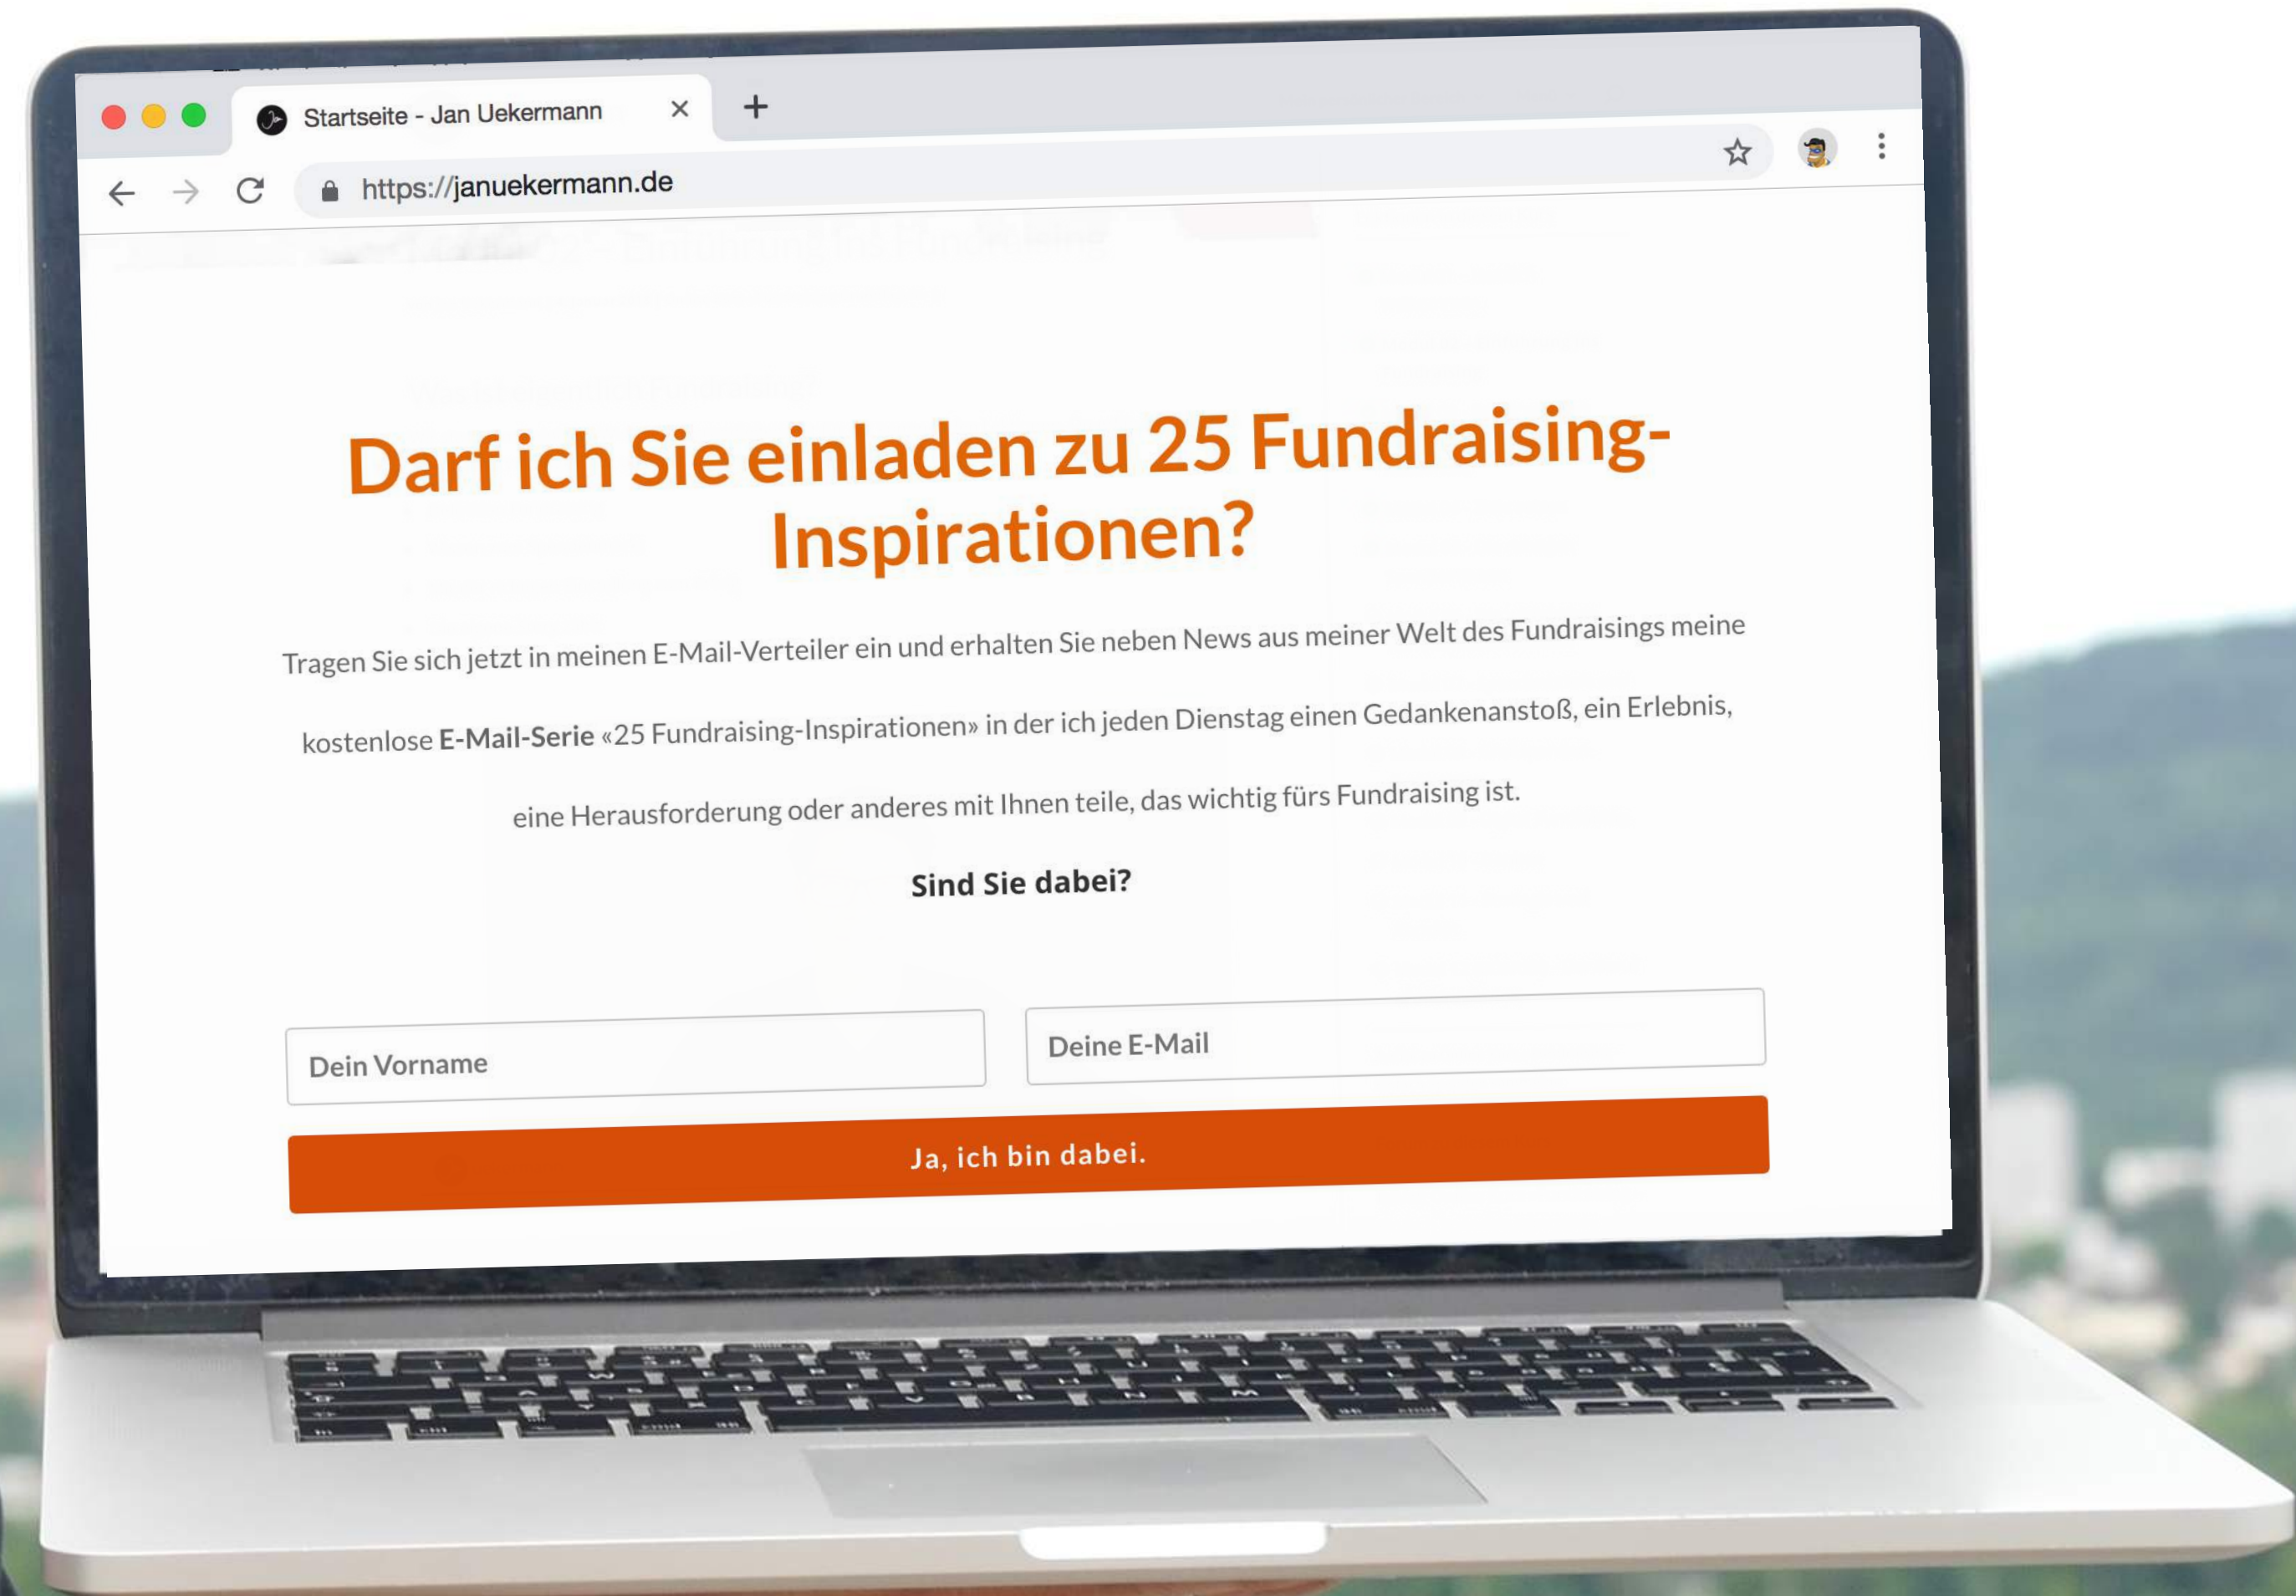 Startseite - Jan Uekermann
https://januekermann.de
Darf ich Sie einladen zu 25 Fundraising-
Inspirationen?
Tragen Sie sich jetzt in meinen E-Mail-Verteiler ein und erhalten Sie neben News aus meiner Welt des Fundraisings meine
kostenlose E-Mail-Serie «25 Fundraising-Inspirationen» in der ich jeden Dienstag einen Gedankenanstoß, ein Erlebnis,
eine Herausforderung oder anderes mit Ihnen teile, das wichtig fürs Fundraising ist.
Sind Sie dabei?
Dein Vorname
Deine E-Mail
Ja, ich bin dabei.